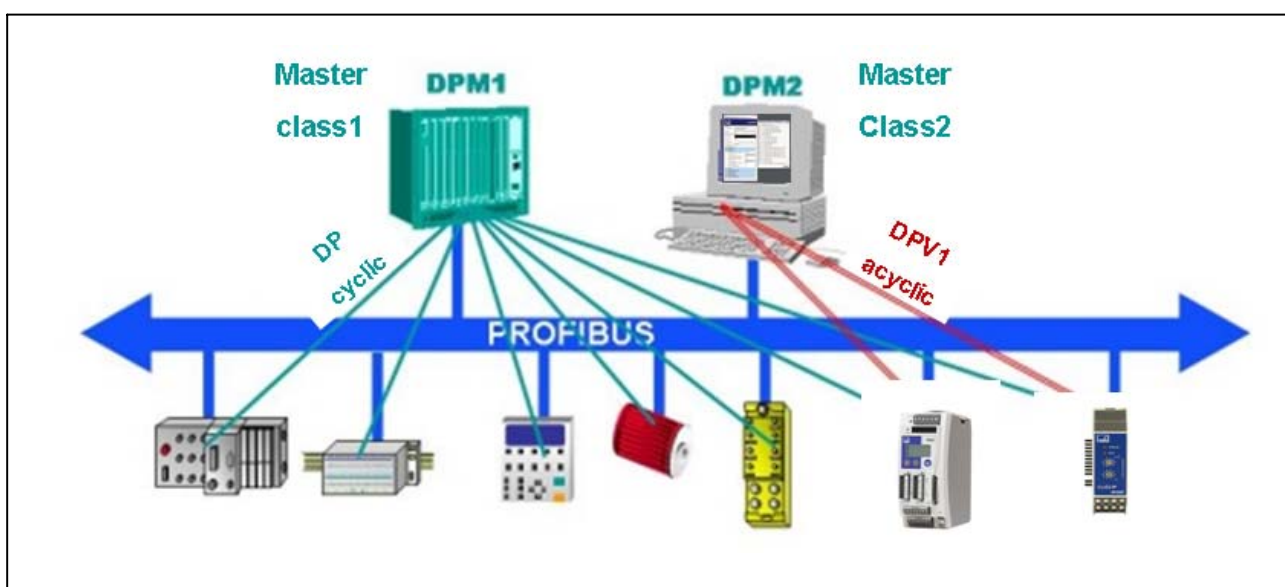 Master
class1
DPM1
DPM2
Master
Class2
DP
cyclic
DPV1
acyclic
PROFIBUS